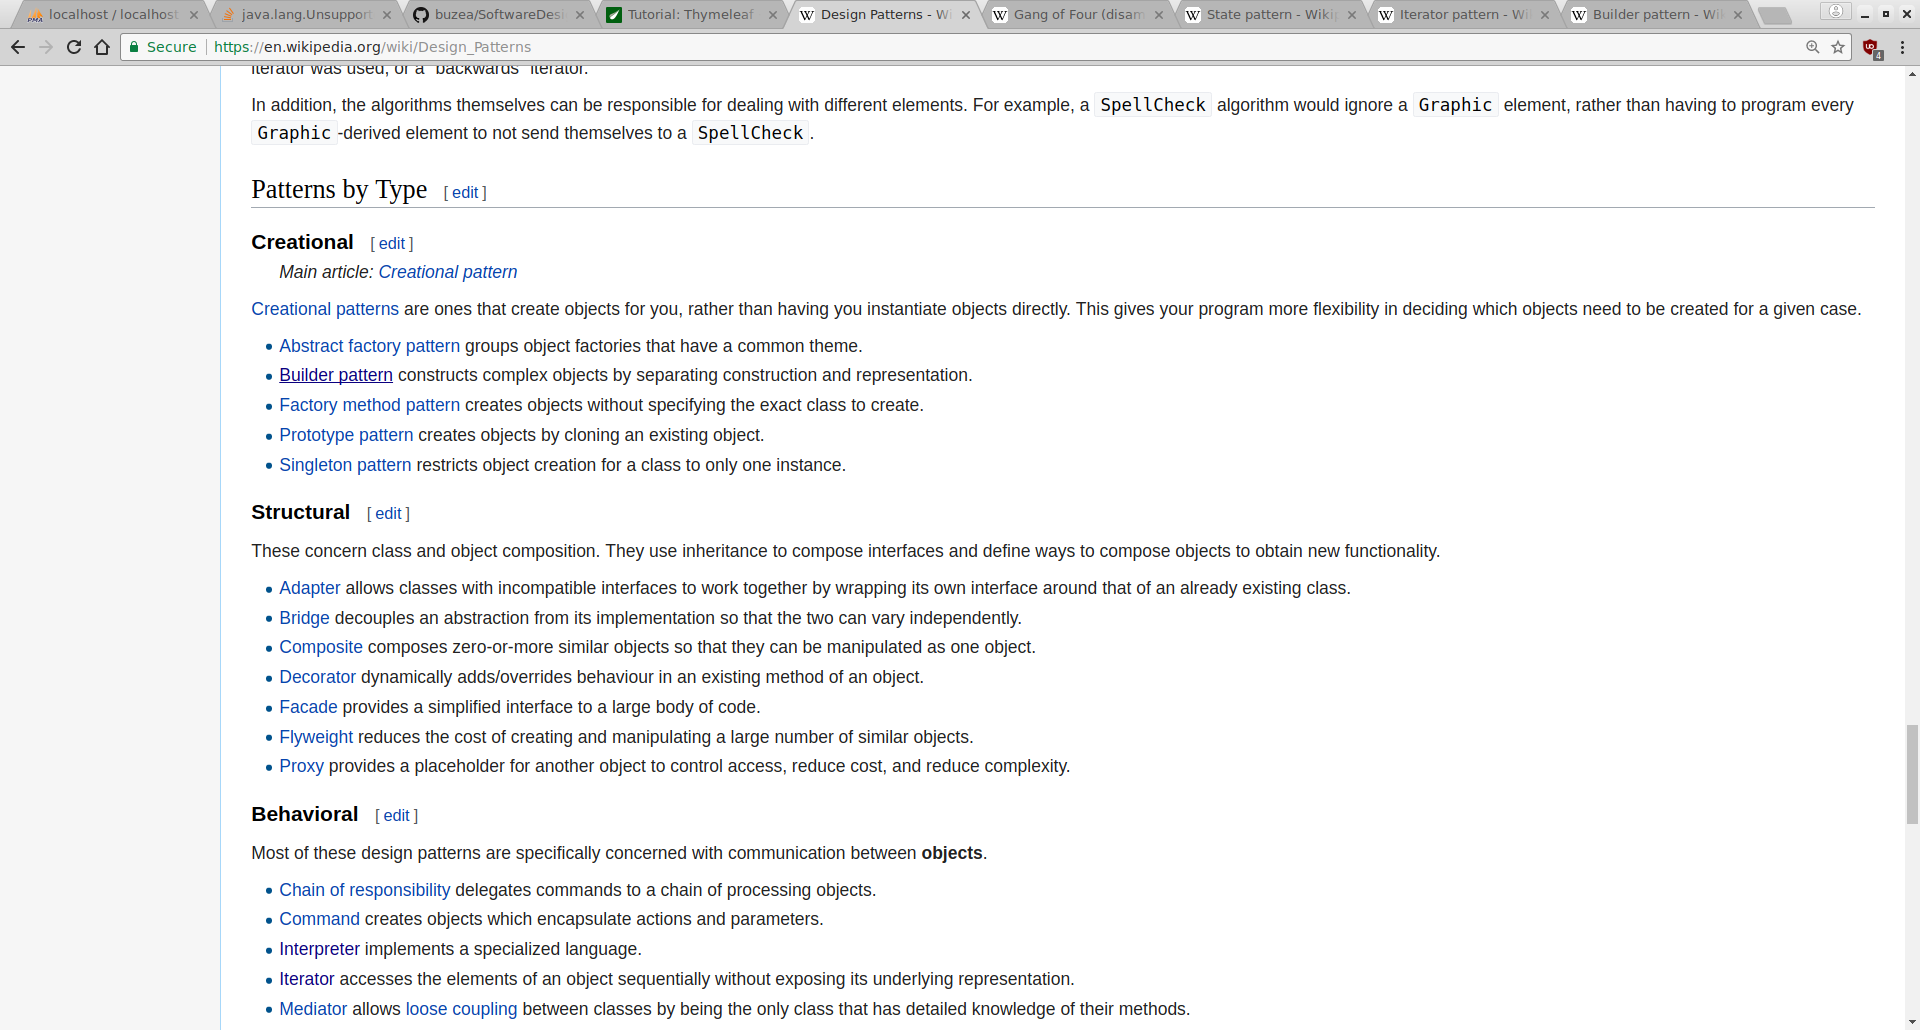 localhost / localhost
java.lang.Unsupport
buzea/SoftwareDesi
Tutorial: Thymeleaf
Design Patterns - Wi
Gang of Four (disam
State pattern - Wikip
Iterator pattern - Wi
Builder pattern - Wik
Secure https://en.wikipedia.org/wiki/Design_Patterns
4
iterator was used, or a "backwards" iterator.
In addition, the algorithms themselves can be responsible for dealing with different elements. For example, a SpellCheck algorithm would ignore a Graphic element, rather than having to program every
Graphic-derived element to not send themselves to a SpellCheck.
Patterns by Type [ edit ]
Creational [ edit ]
Main article: Creational pattern
Creational patterns are ones that create objects for you, rather than having you instantiate objects directly. This gives your program more flexibility in deciding which objects need to be created for a given case.
Abstract factory pattern groups object factories that have a common theme.
Builder pattern constructs complex objects by separating construction and representation.
Factory method pattern creates objects without specifying the exact class to create.
Prototype pattern creates objects by cloning an existing object.
Singleton pattern restricts object creation for a class to only one instance.
Structural [ edit ]
These concern class and object composition. They use inheritance to compose interfaces and define ways to compose objects to obtain new functionality.
Adapter allows classes with incompatible interfaces to work together by wrapping its own interface around that of an already existing class.
Bridge decouples an abstraction from its implementation so that the two can vary independently.
Composite composes zero-or-more similar objects so that they can be manipulated as one object.
Decorator dynamically adds/overrides behaviour in an existing method of an object.
Facade provides a simplified interface to a large body of code.
Flyweight reduces the cost of creating and manipulating a large number of similar objects.
Proxy provides a placeholder for another object to control access, reduce cost, and reduce complexity.
Behavioral [ edit ]
Most of these design patterns are specifically concerned with communication between objects.
Chain of responsibility delegates commands to a chain of processing objects.
Command creates objects which encapsulate actions and parameters.
Interpreter implements a specialized language.
Iterator accesses the elements of an object sequentially without exposing its underlying representation.
Mediator allows loose coupling between classes by being the only class that has detailed knowledge of their methods.